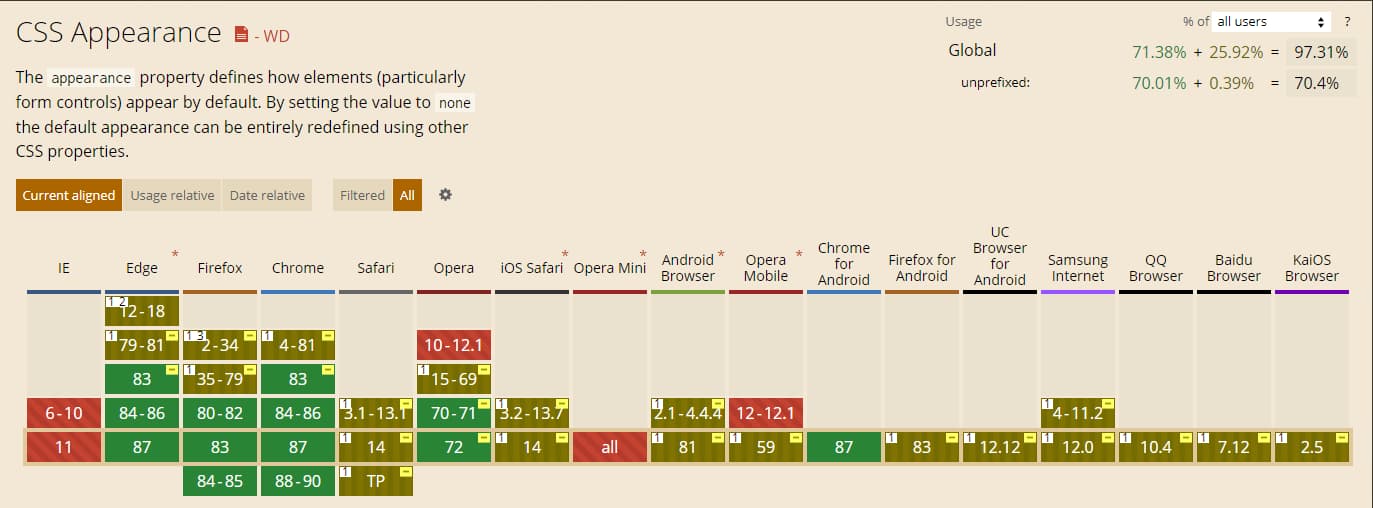 CSS Appearance - WD
Usage % of all users ?
Global 71.38% + 25.92% = 97.31%
unprefixed: 70.01% + 0.39% = 70.4%
The appearance property defines how elements (particularly
form controls) appear by default. By setting the value to none
the default appearance can be entirely redefined using other
CSS properties.
Current aligned Usage relative Date relative Filtered All
IE Edge * Firefox Chrome Safari Opera iOS Safari * Opera Mini * Android Browser * Opera Mobile * Chrome for Android Firefox for Android UC Browser for Android Samsung Internet QQ Browser Baidu Browser KaiOS Browser
1 2 12-18
1 79-81 1 3 2-34 1 4-81 10-12.1
83 1 35-79 83 1 15-69
6-10 84-86 80-82 84-86 1 3.1-13.1 70-71 1 3.2-13.7 1 2.1-4.4.4 12-12.1 1 4-11.2
11 87 83 87 1 14 72 1 14 all 1 81 1 59 87 1 83 1 12.12 1 12.0 1 10.4 1 7.12 1 2.5
84-85 88-90 1 TP